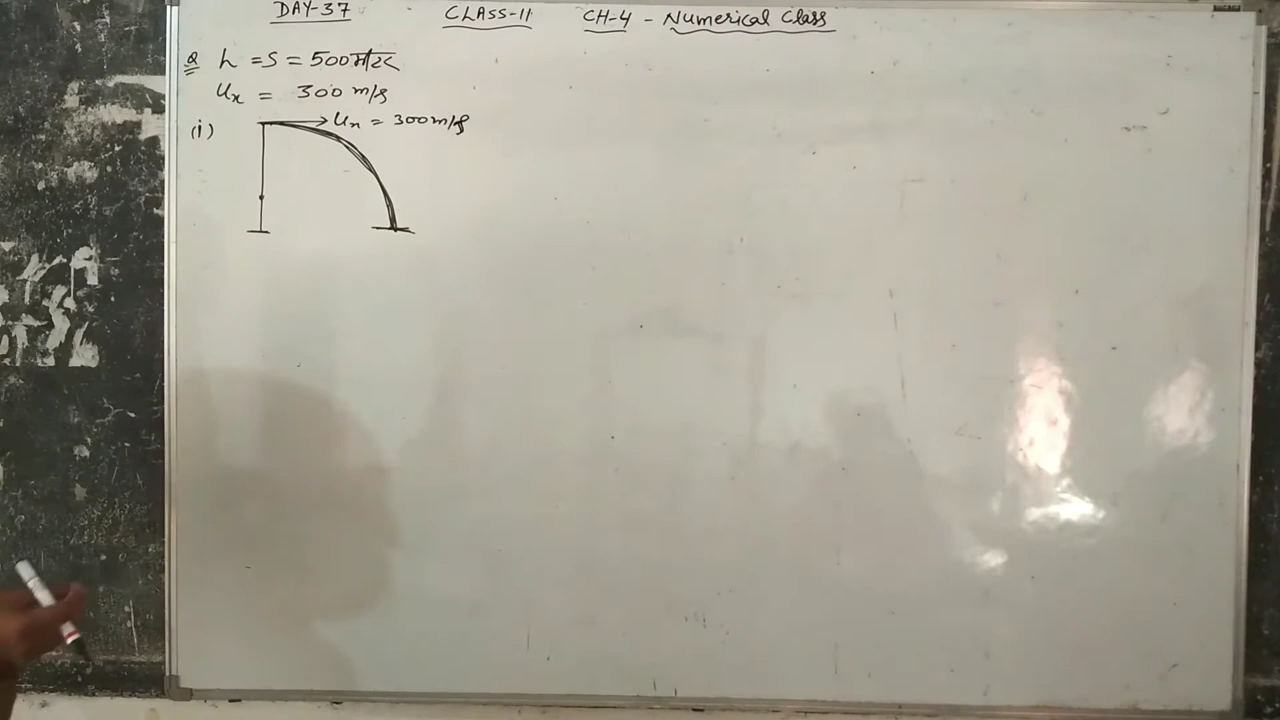 DAY-37 CLASS-11 CH-4 - Numerical Class
Q h = S = 500 मीटर
Ux = 300 m/s
(i) Ux = 300 m/s